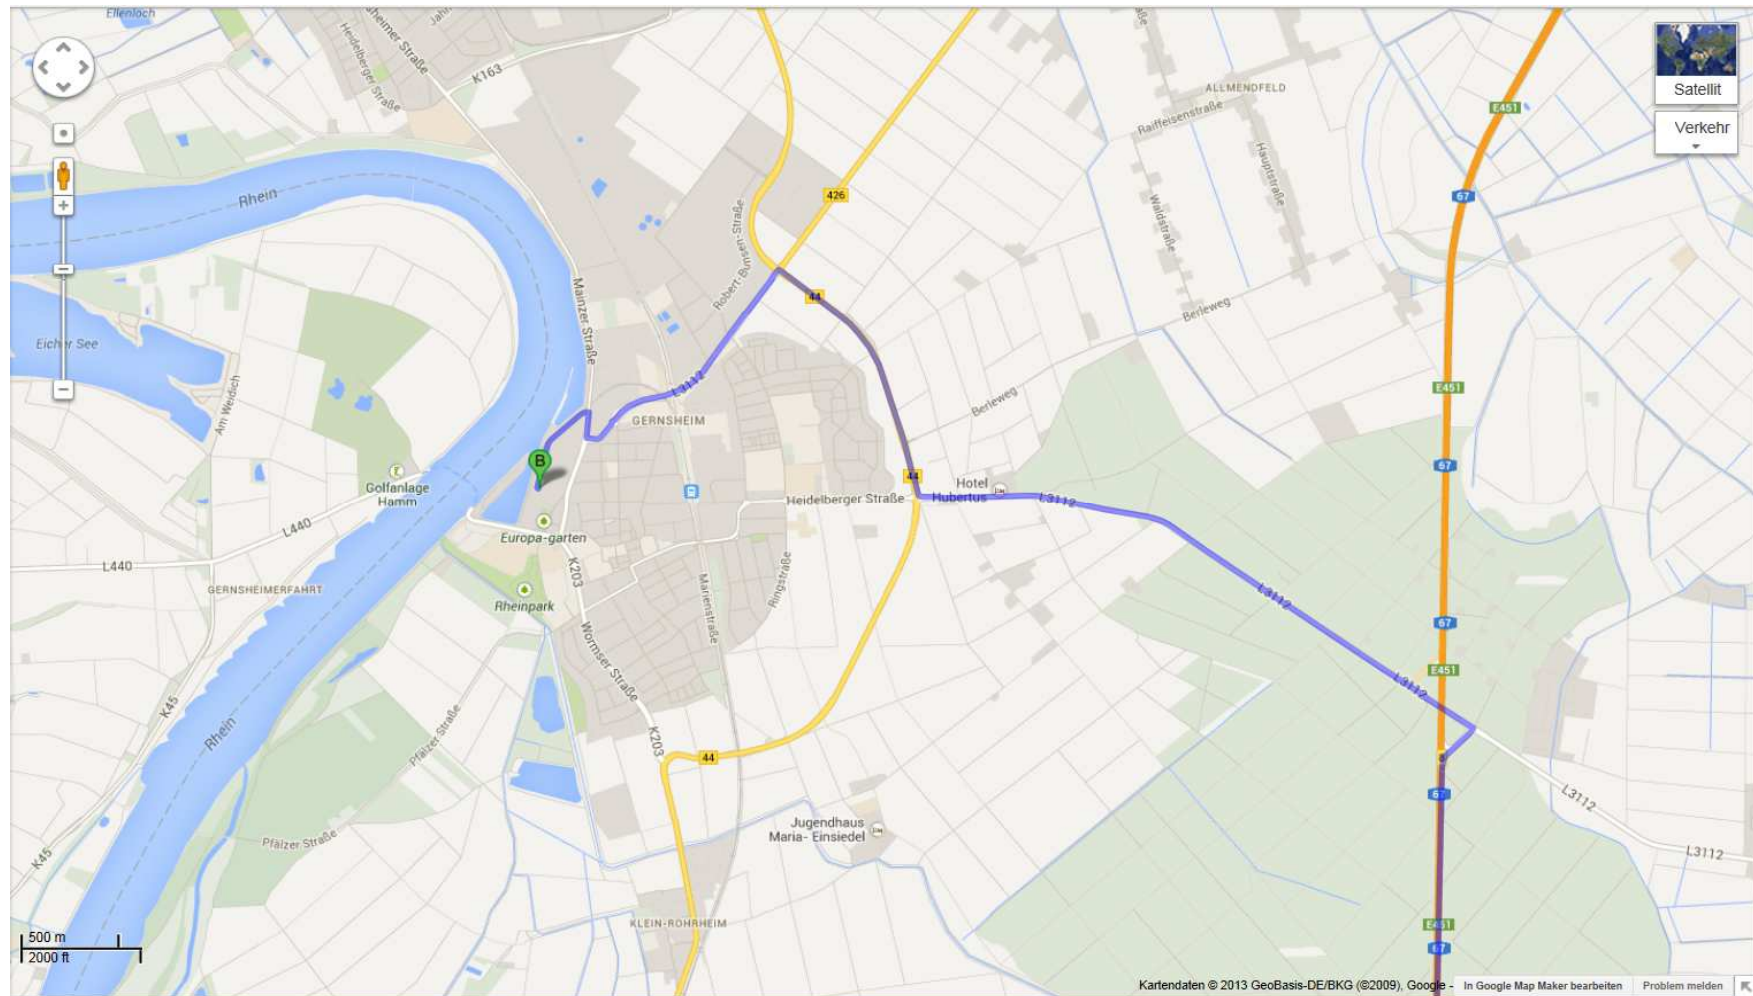 Ellenloch
Heidelberger Straße
K163
ALLMENDFELD
Raiffeisenstraße
Hauptstraße
Waldstraße
E451
Satellit
Verkehr
67
Rhein
426
Robert-Bunsen-Straße
Mainzer Straße
44
Berleweg
Eicher See
Am Weidich
L3112
Berleweg
E451
GERNSHEIM
B
Golfanlage
Hamm
44
Hotel
Hubertus
67
L440
Heidelberger Straße
L3112
Europa-garten
L440
GERNSHEIMERFAHRT
K203
Rheinpark
Marienstraße
Ringstraße
L3112
67
Wormser Straße
E451
L3112
K45
Rhein
Pfälzer Straße
K203
44
67
L3112
Jugendhaus
Maria- Einsiedel
Pfälzer Straße
K45
L3112
KLEIN-ROHRHEIM
E451
67
500 m
2000 ft
Kartendaten © 2013 GeoBasis-DE/BKG (©2009), Google -
In Google Map Maker bearbeiten
Problem melden